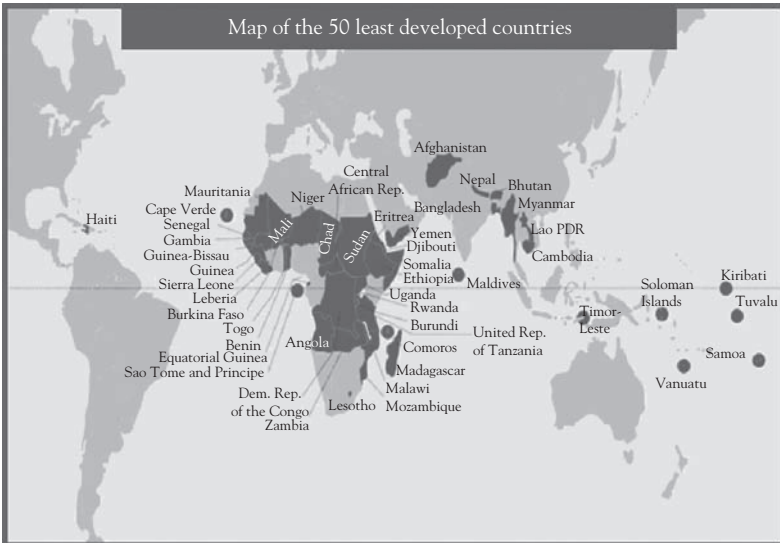 Map of the 50 least developed countries
Afghanistan
Central
African Rep.
Nepal
Bhutan
Mauritania
Niger
Bangladesh
Myanmar
Cape Verde
Haiti
Mali
Chad
Sudan
Eritrea
Senegal
Yemen
Lao PDR
Gambia
Djibouti
Guinea-Bissau
Somalia
Cambodia
Guinea
Ethiopia
Maldives
Sierra Leone
Uganda
Leberia
Rwanda
Burkina Faso
Burundi
Togo
United Rep.
of Tanzania
Benin
Angola
Comoros
Equatorial Guinea
Sao Tome and Principe
Madagascar
Dem. Rep.
of the Congo
Malawi
Zambia
Lesotho
Mozambique
Timor-
Leste
Soloman
Islands
Kiribati
Tuvalu
Samoa
Vanuatu